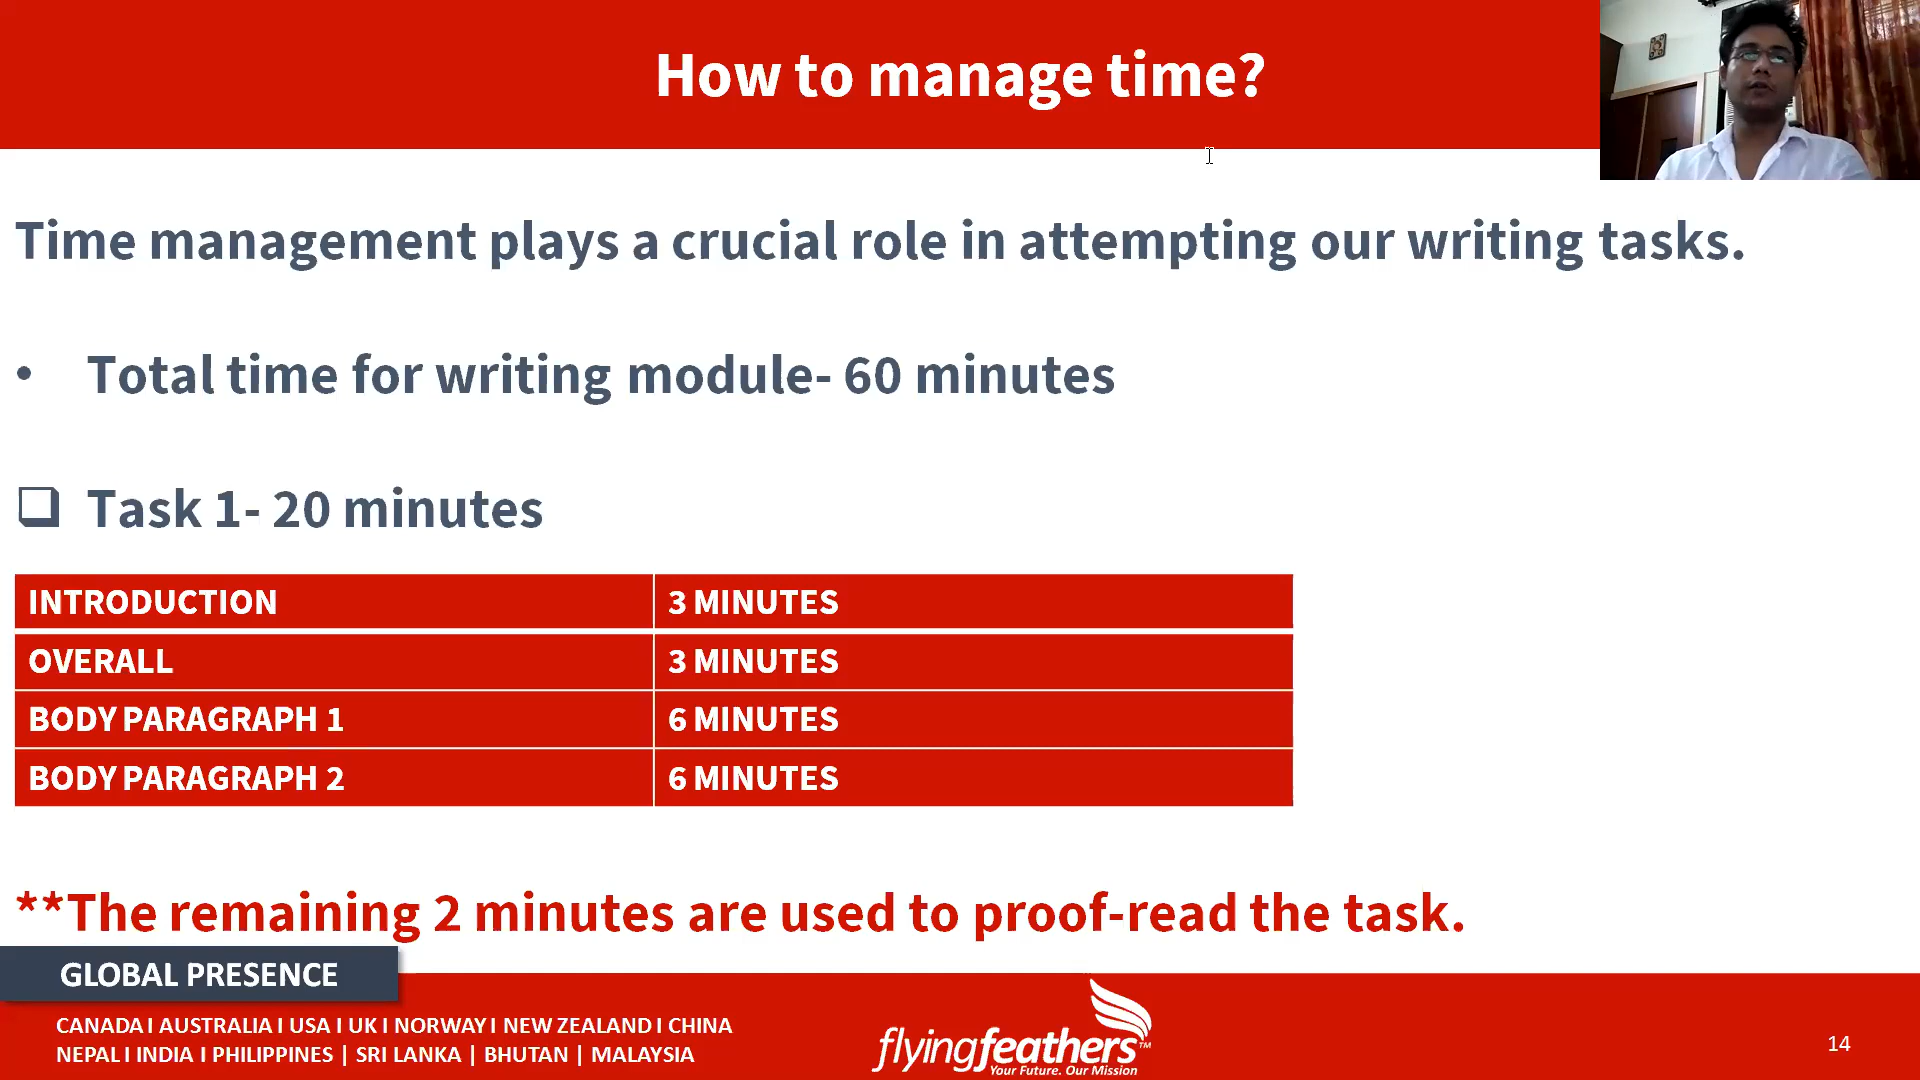 How to manage time?
Time management plays a crucial role in attempting our writing tasks.
• Total time for writing module- 60 minutes
❑ Task 1- 20 minutes
INTRODUCTION 3 MINUTES
OVERALL 3 MINUTES
BODY PARAGRAPH 1 6 MINUTES
BODY PARAGRAPH 2 6 MINUTES
**The remaining 2 minutes are used to proof-read the task.
GLOBAL PRESENCE
CANADA I AUSTRALIA I USA I UK I NORWAY I NEW ZEALAND I CHINA
NEPAL I INDIA I PHILIPPINES | SRI LANKA | BHUTAN | MALAYSIA
flyingfeathers™
Your Future. Our Mission
14